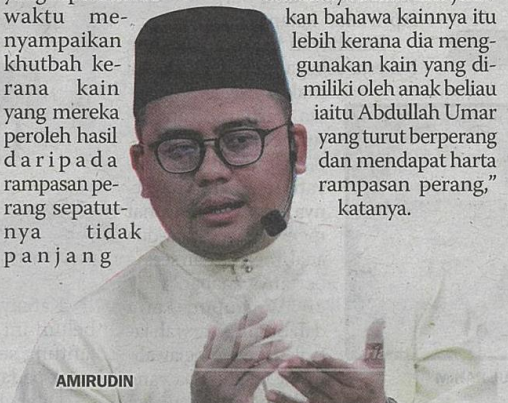 waktu me-
nyampaikan
khutbah ke-
rana kain
yang mereka
peroleh hasil
daripada
rampasan pe-
rang sepatut-
nya tidak
panjang
kan bahawa kainnya itu
lebih kerana dia meng-
gunakan kain yang di-
miliki oleh anak beliau
iaitu Abdullah Umar
yang turut berperang
dan mendapat harta
rampasan perang,”
katanya.
AMIRUDIN